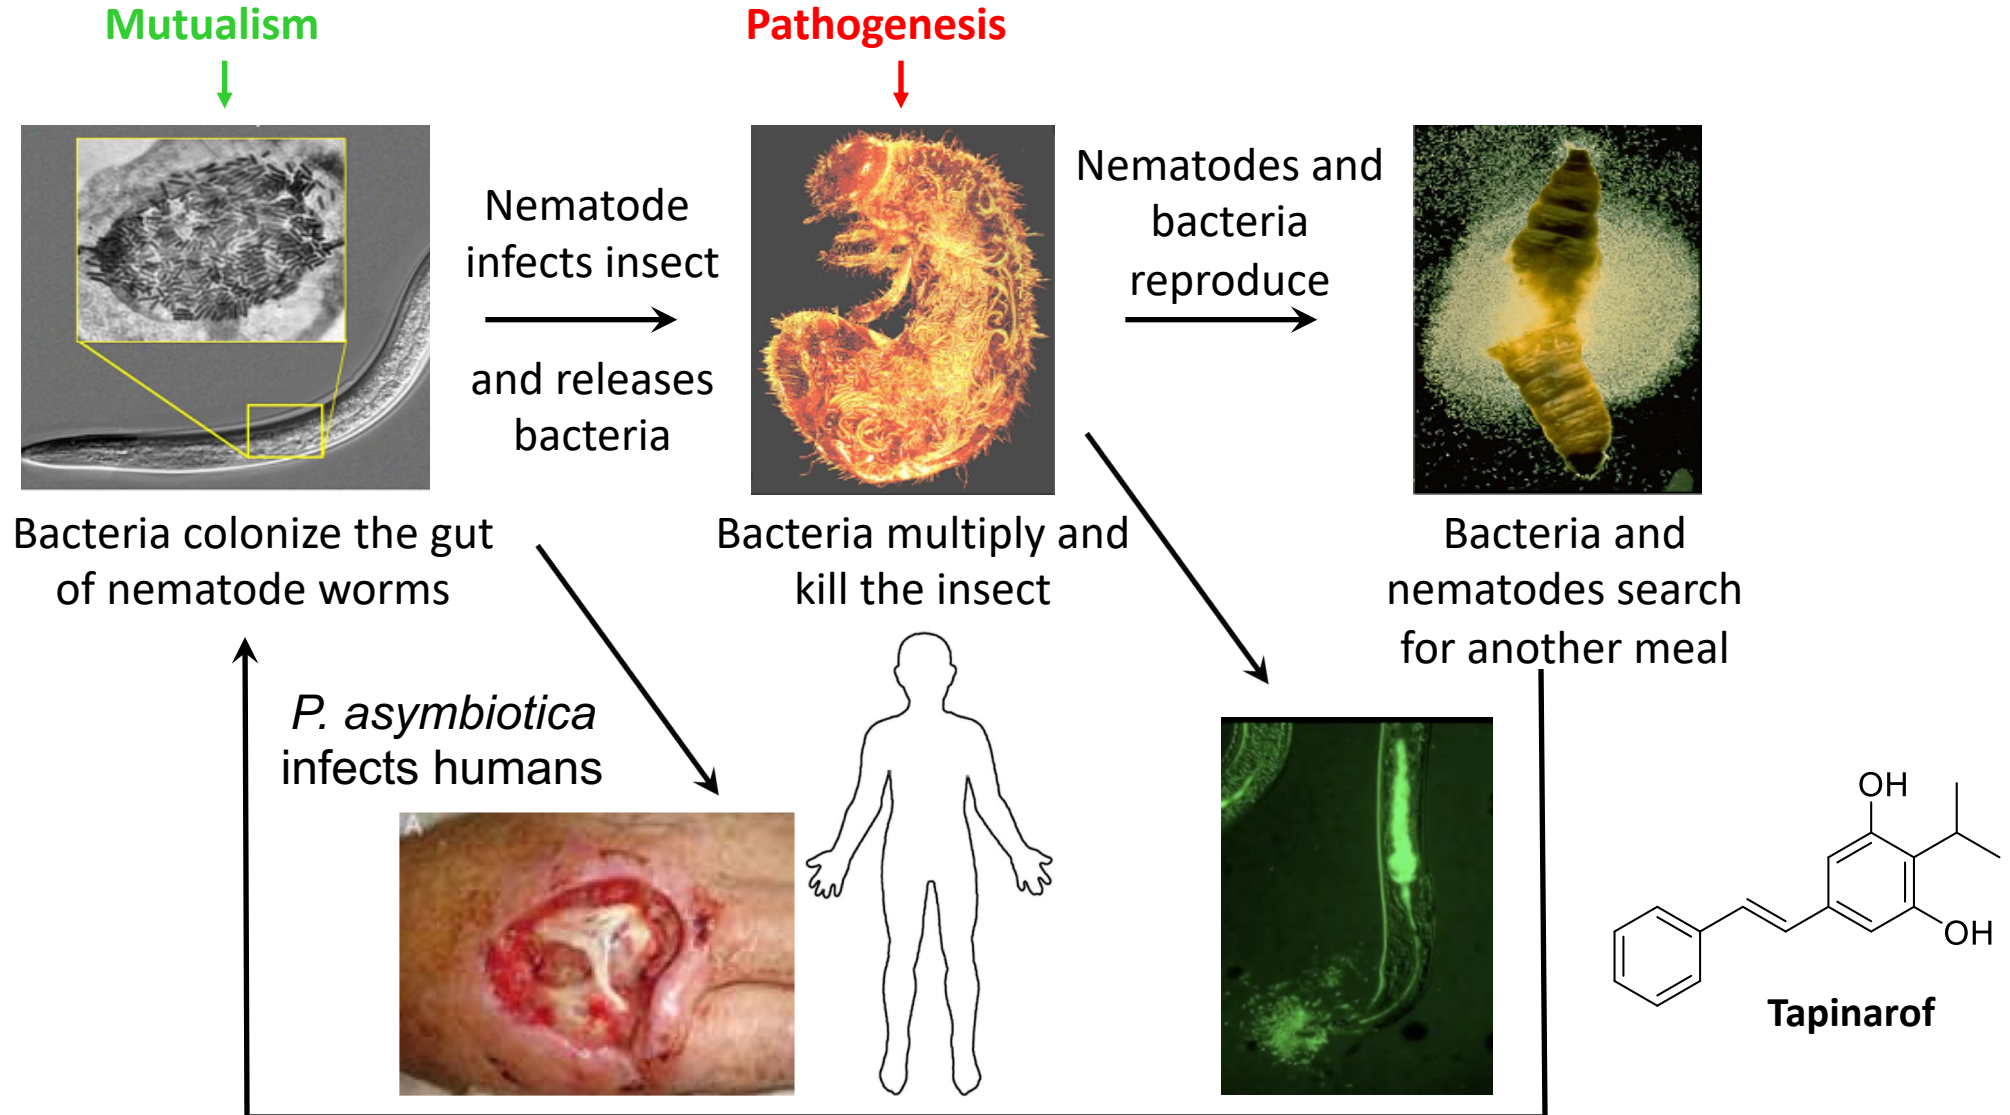 Mutualism
Pathogenesis
Nematode
infects insect
and releases
bacteria
Nematodes and
bacteria
reproduce
Bacteria colonize the gut
of nematode worms
Bacteria multiply and
kill the insect
Bacteria and
nematodes search
for another meal
P. asymbiotica
infects humans
A
OH
OH
Tapinarof